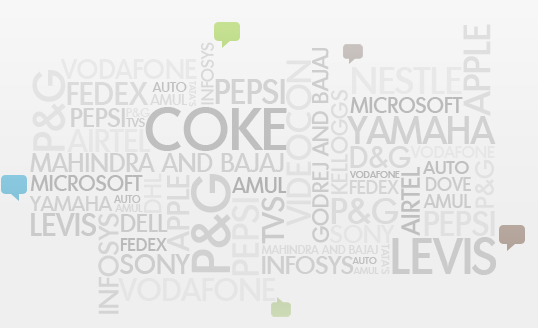 VODAFONE
INFOSYS
PEPSI
P&G
FEDEX
AUTO
AMUL
TATA'S
PEPSI
P&G
TVS
AIRTEL
COKE
VIDEOCON
GODREJ AND BAJAJ
KELLOGGS
NESTLE
APPLE
MICROSOFT
YAMAHA
MAHINDRA AND BAJAJ
D&G
VODAFONE
VODAFONE
FEDEX
AUTO
DOVE
AMUL
P&G
MICROSOFT
DHL
APPLE
P&G
AMUL
YAMAHA
AUTO
AMUL
LEVIS
DELL
PEPSI
TVS
P&G
AIRTEL
PEPSI
INFOSYS
FEDEX
SONY
SONY
MAHINDRA AND BAJAJ
INFOSYS
AUTO
AMUL
TATA'S
LEVIS
VODAFONE